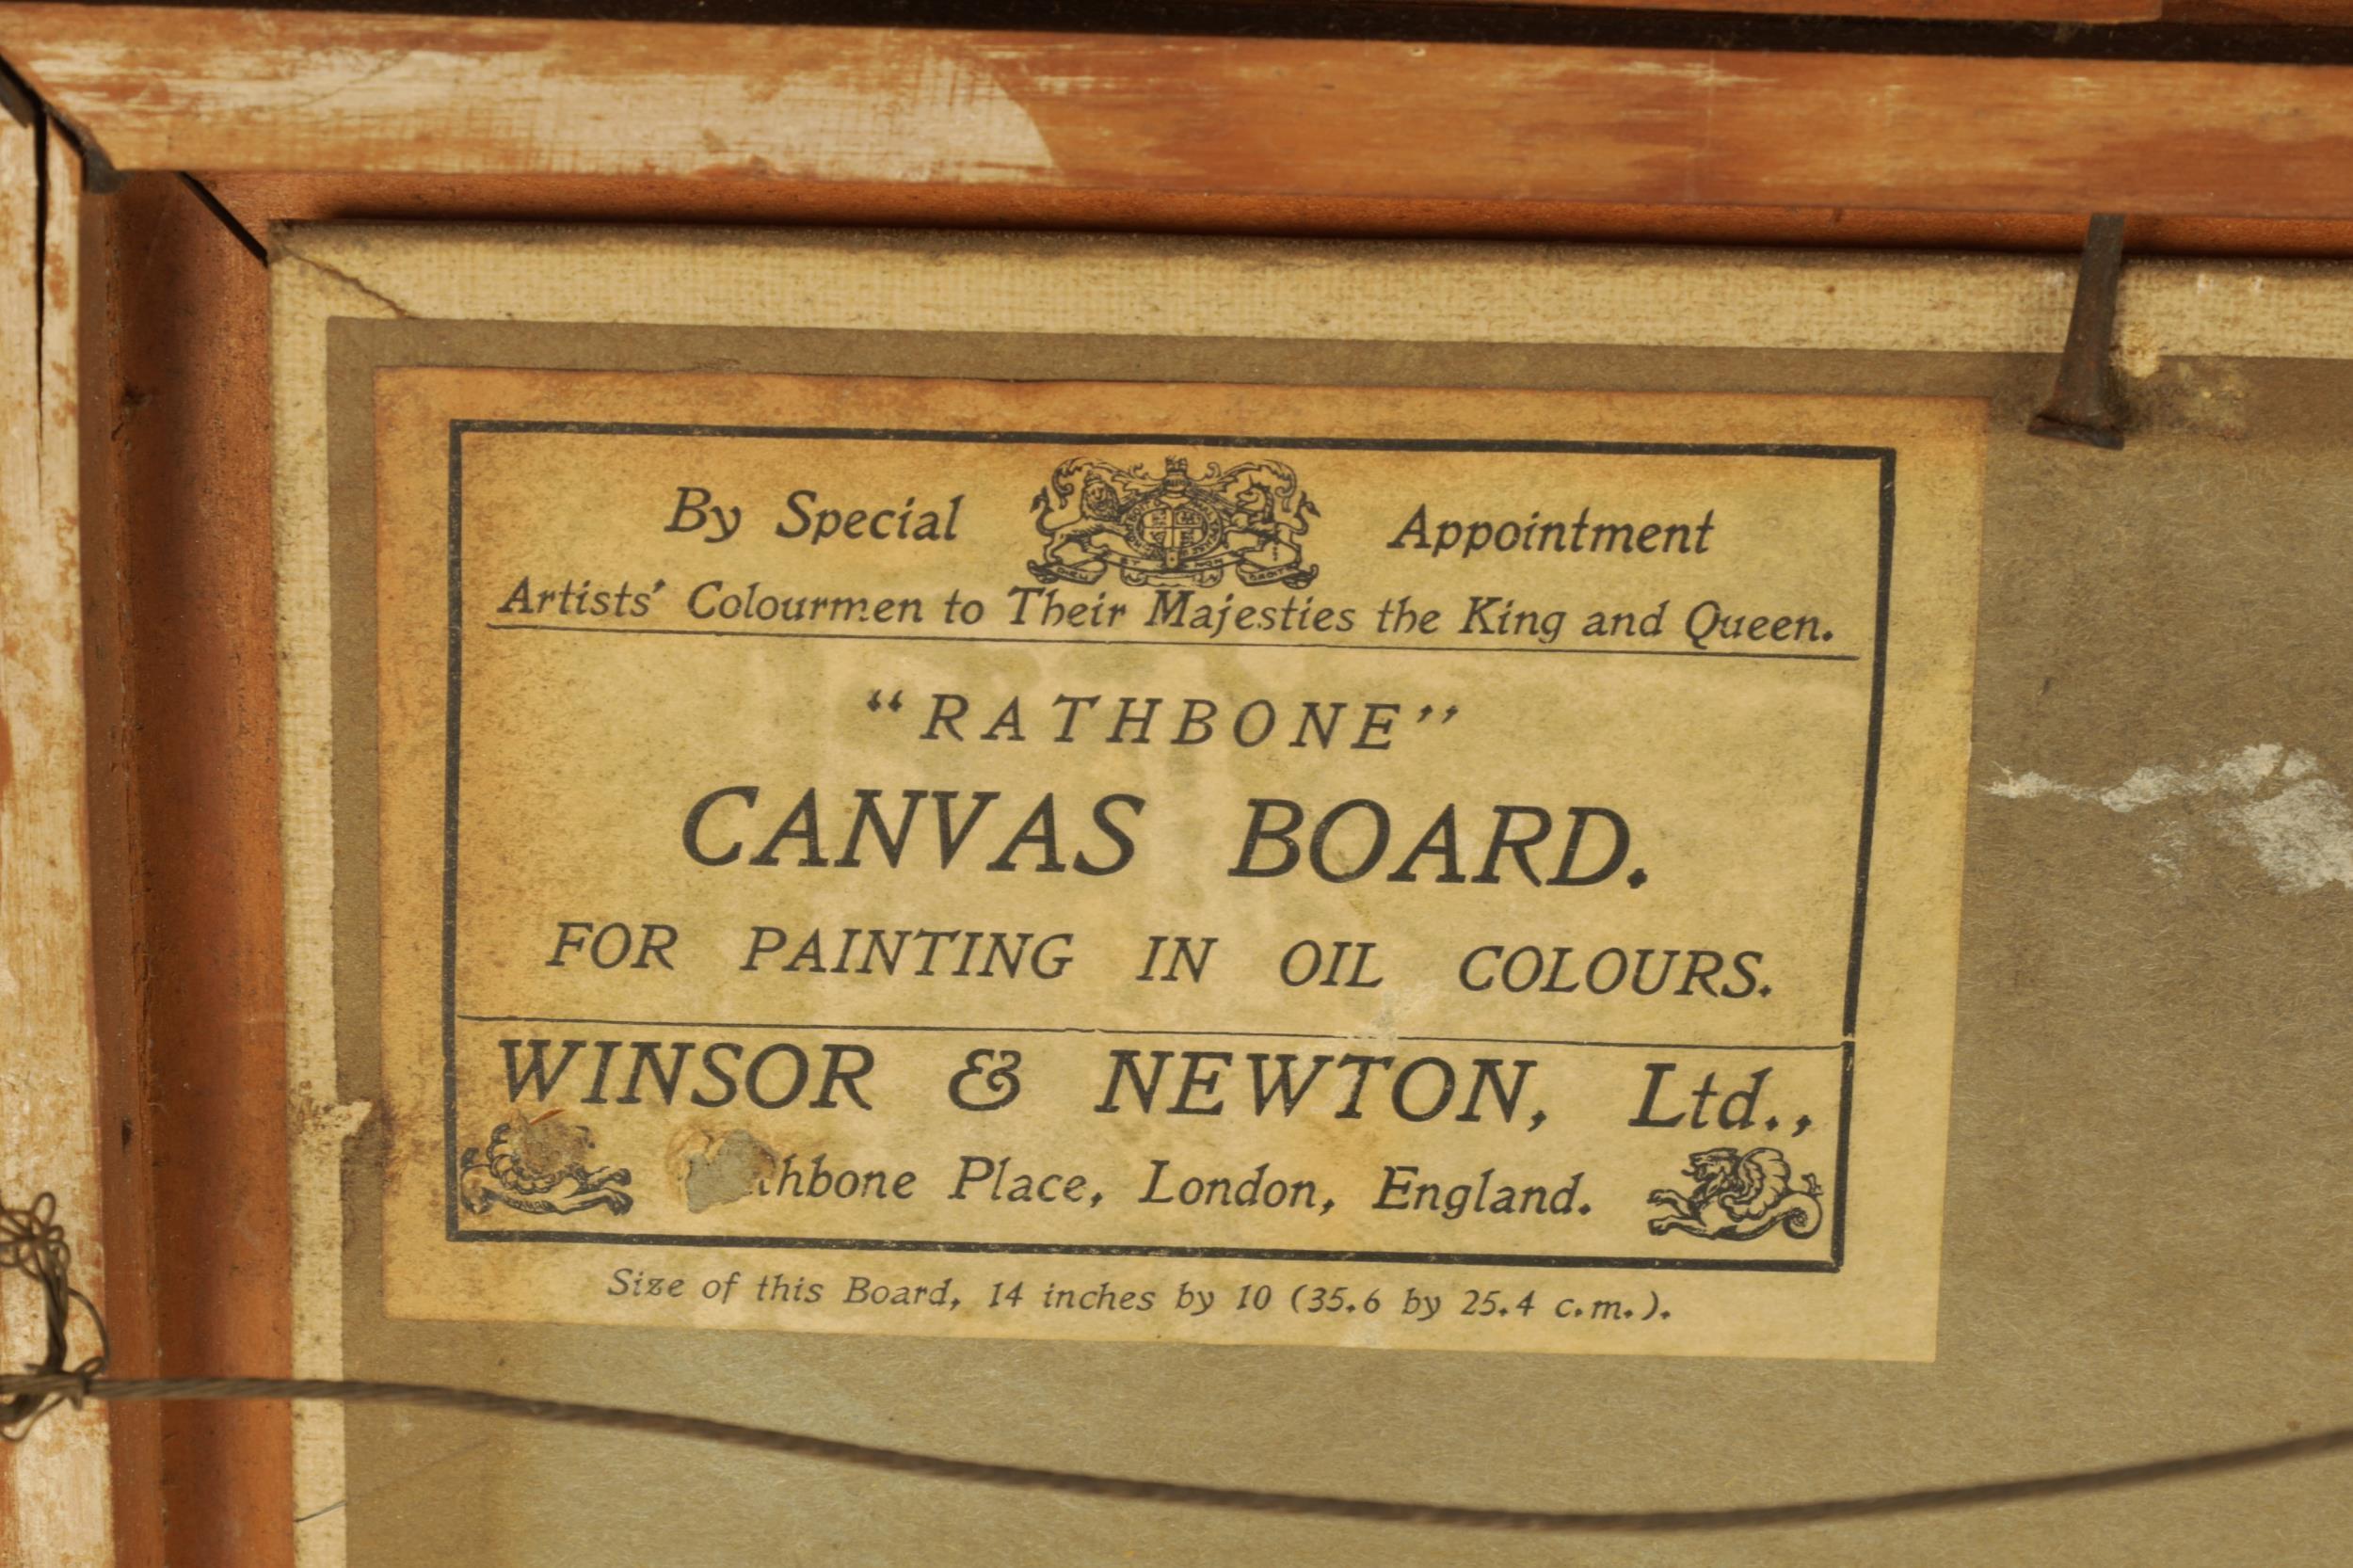 By Special Appointment
Artists' Colourmen to Their Majesties the King and Queen.
"RATHBONE"
CANVAS BOARD.
FOR PAINTING IN OIL COLOURS.
WINSOR & NEWTON, Ltd.,
Place, London, England.
Size of this Board, 14 inches by 10 (35.6 by 25.4 c.m.).